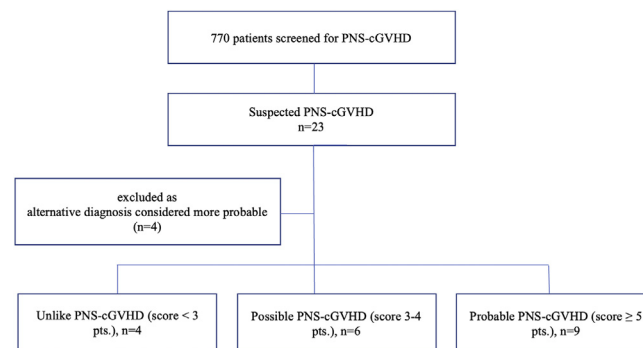 770 patients screened for PNS-cGVHD
Suspected PNS-cGVHD
n=23
excluded as
alternative diagnosis considered more probable
(n=4)
Unlike PNS-cGVHD (score < 3
pts.), n=4
Possible PNS-cGVHD (score 3-4
pts.), n=6
Probable PNS-cGVHD (score ≥ 5
pts.), n=9